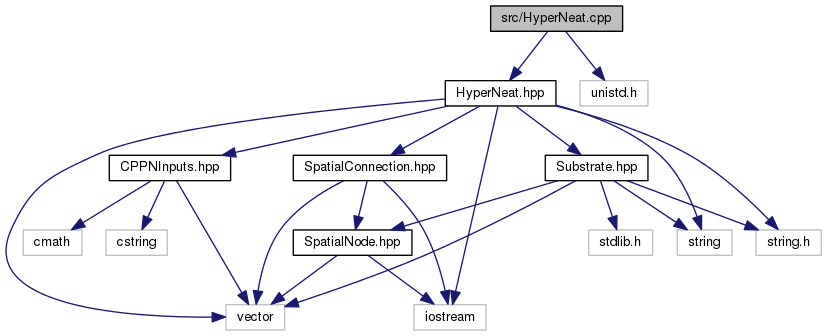 src/HyperNeat.cpp
HyperNeat.hpp
unistd.h
CPPNInputs.hpp
SpatialConnection.hpp
Substrate.hpp
cmath
cstring
SpatialNode.hpp
stdlib.h
string
string.h
vector
iostream